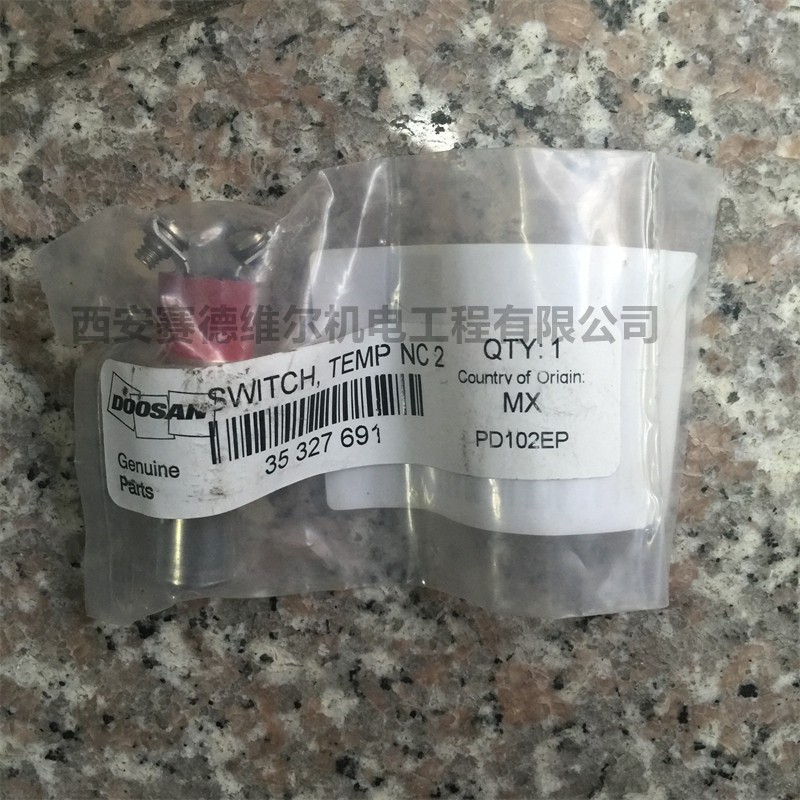 西安赛德维尔机电工程有限公司
DOOSAN
Genuine
Parts
SWITCH, TEMP NC 2
35 327 691
QTY: 1
Country of Origin:
MX
PD102EP